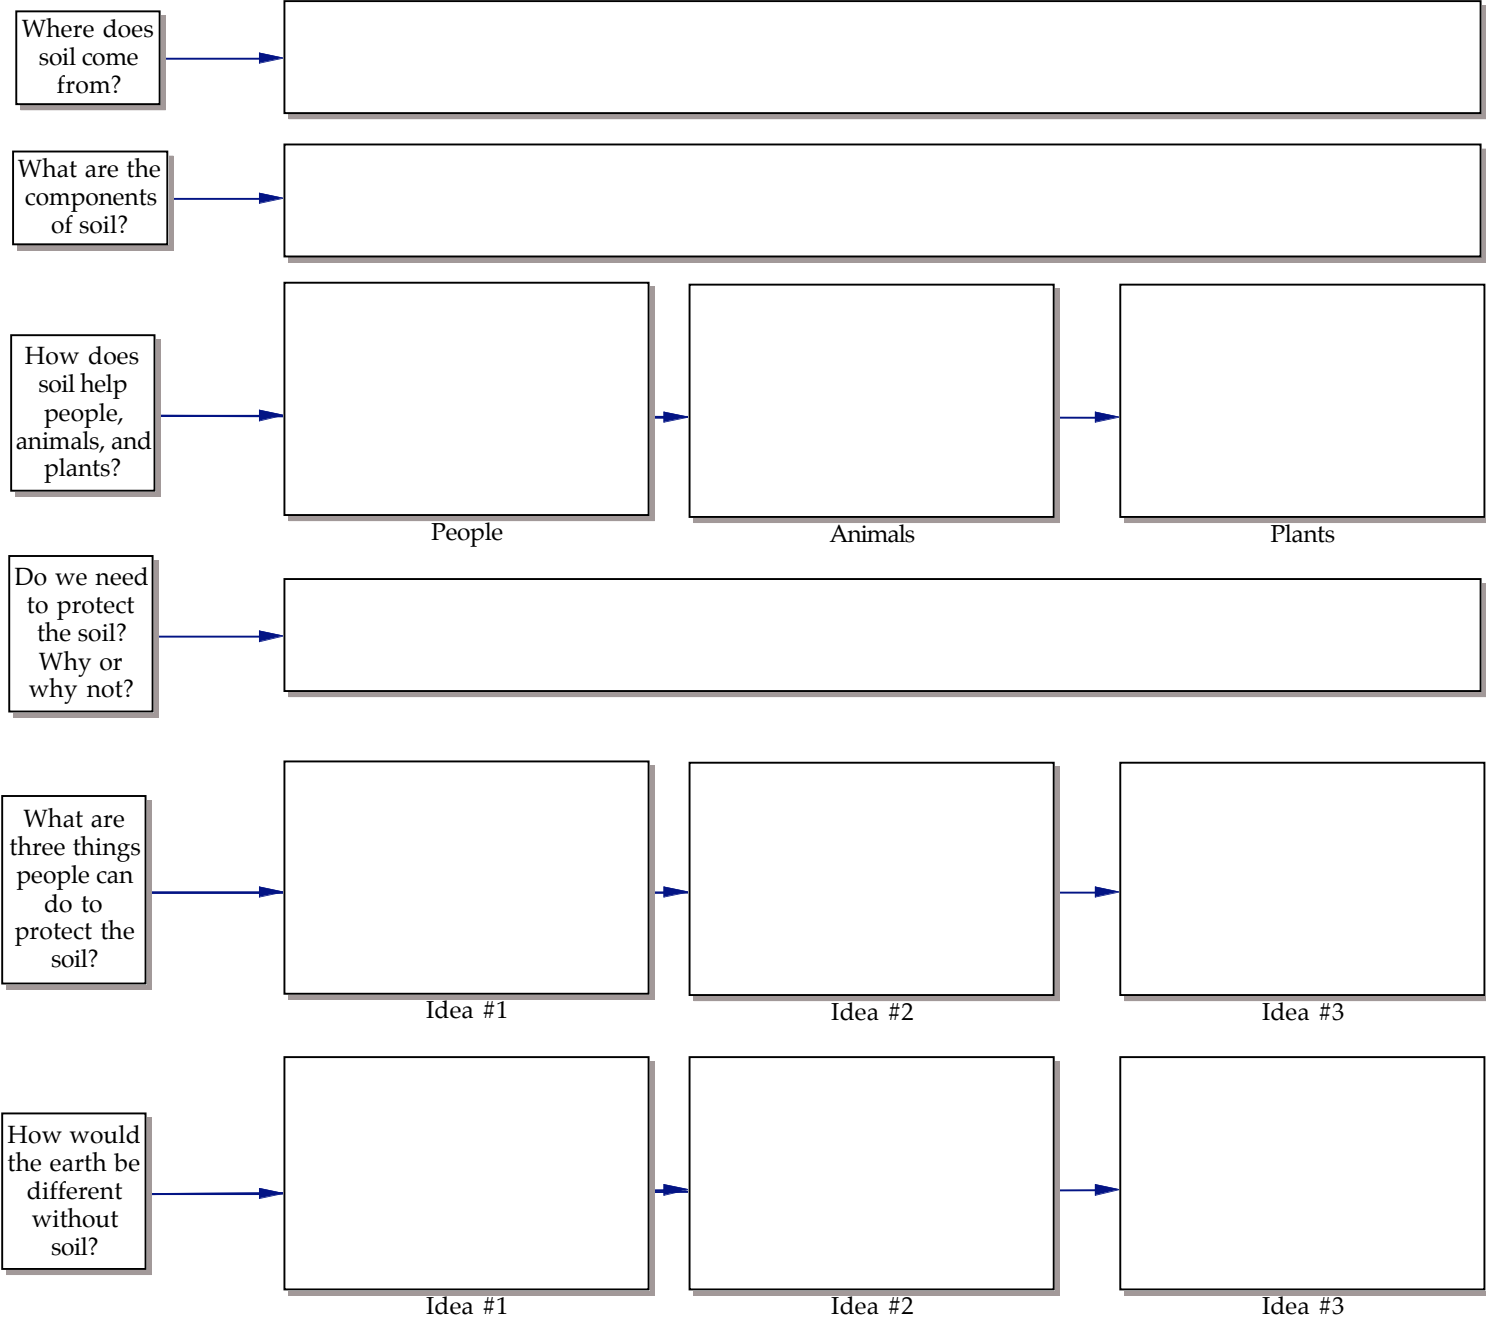 Where does
soil come
from?
What are the
components
of soil?
How does
soil help
people,
animals, and
plants?
People
Animals
Plants
Do we need
to protect
the soil?
Why or
why not?
What are
three things
people can
do to
protect the
soil?
Idea #1
Idea #2
Idea #3
How would
the earth be
different
without
soil?
Idea #1
Idea #2
Idea #3